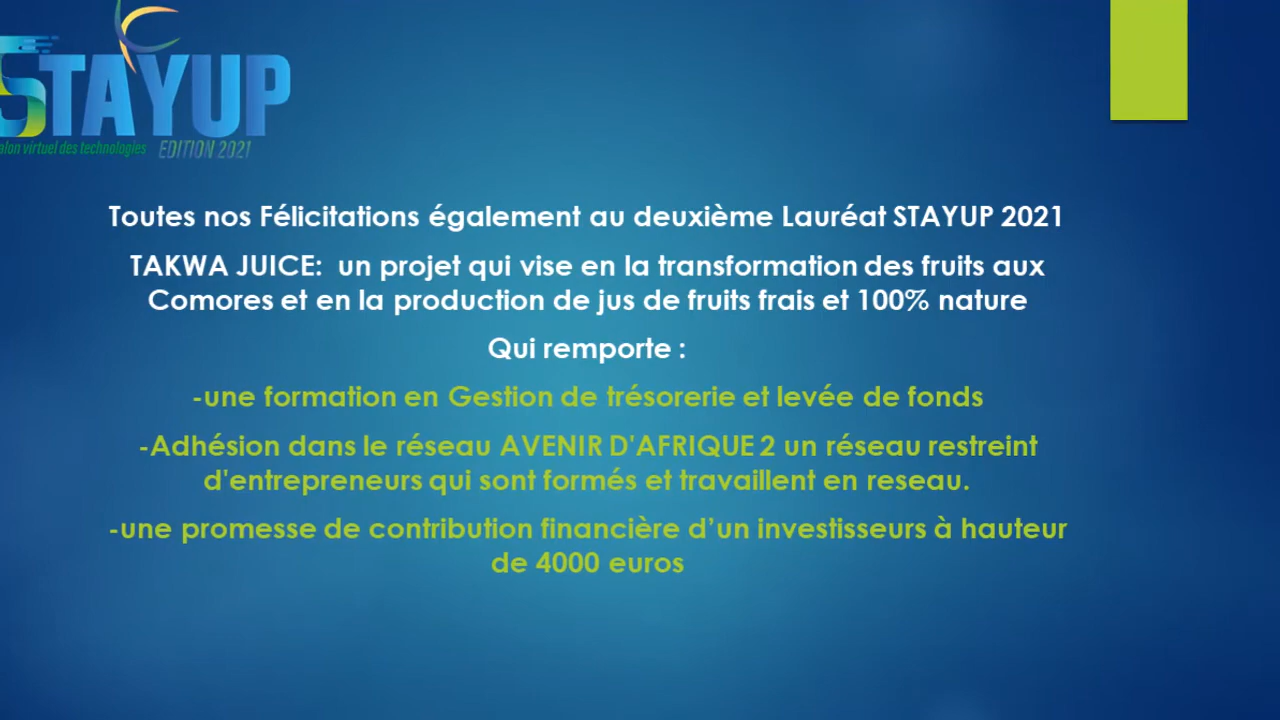 STAYUP
alon virtuel des technologies EDITION 2021
Toutes nos Félicitations également au deuxième Lauréat STAYUP 2021
TAKWA JUICE: un projet qui vise en la transformation des fruits aux
Comores et en la production de jus de fruits frais et 100% nature
Qui remporte :
-une formation en Gestion de trésorerie et levée de fonds
-Adhésion dans le réseau AVENIR D'AFRIQUE 2 un réseau restreint
d'entrepreneurs qui sont formés et travaillent en reseau.
-une promesse de contribution financière d’un investisseurs à hauteur
de 4000 euros